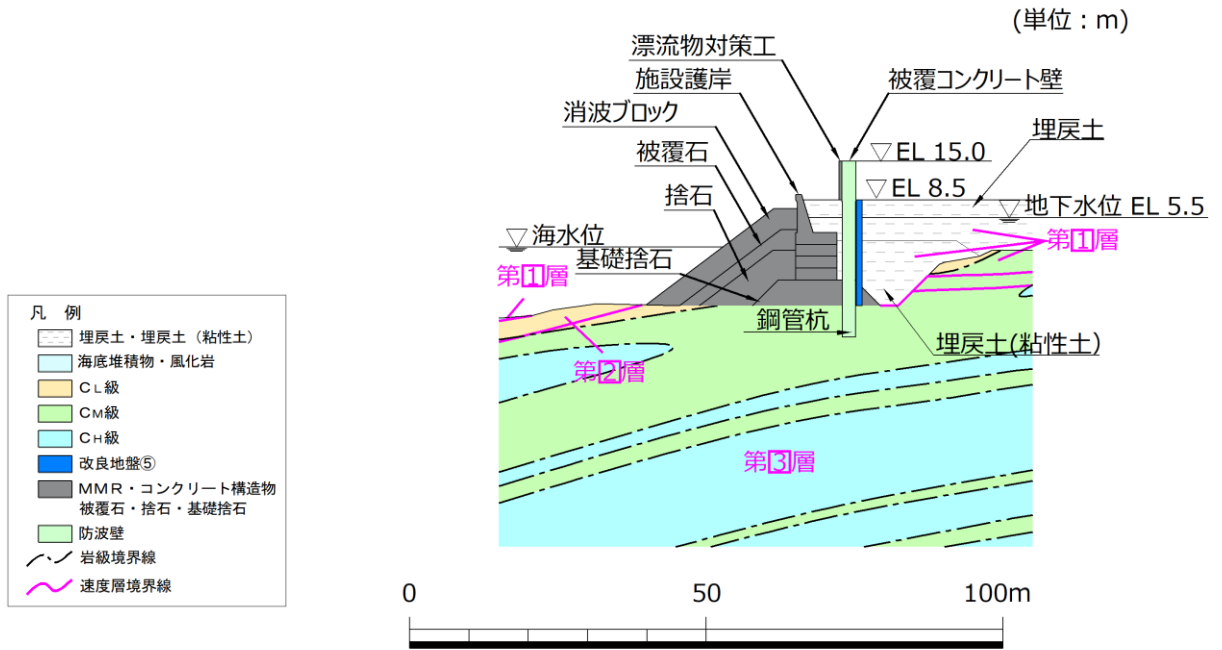 (単位：m)
漂流物対策工
施設護岸
被覆コンクリート壁
消波ブロック
埋戻土
被覆石
EL 15.0
捨石
EL 8.5
地下水位 EL 5.5
海水位
第1層
基礎捨石
第1層
鋼管杭
埋戻土(粘性土)
第2層
第3層
凡 例
埋戻土・埋戻土（粘性土）
海底堆積物・風化岩
CL級
CM級
CH級
改良地盤⑤
MMR・コンクリート構造物
被覆石・捨石・基礎捨石
防波壁
岩級境界線
速度層境界線
0 50 100m